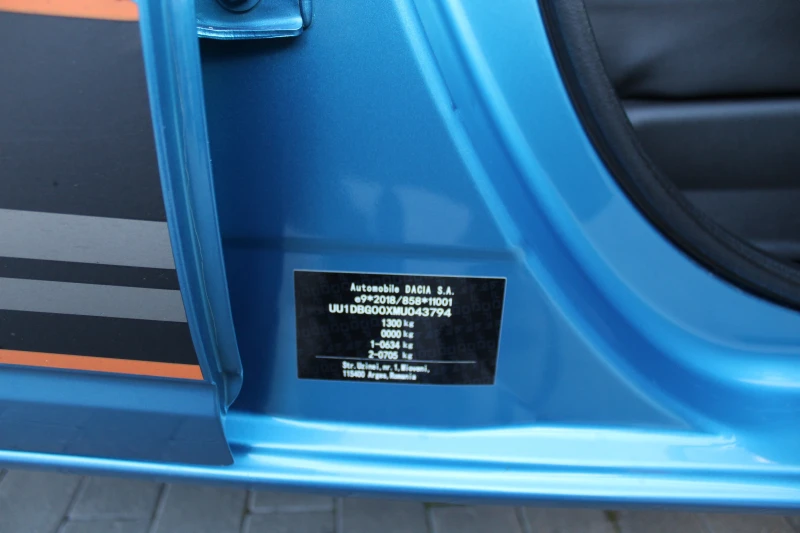 Automobile DACIA S.A.
e9*2018/858*11001
UU1DBG00XMU043794
1300 kg
0000 kg
1-0634 kg
2-0705 kg
Str.Uzinei,nr.1,Mioveni,
115400 Arges,Romania